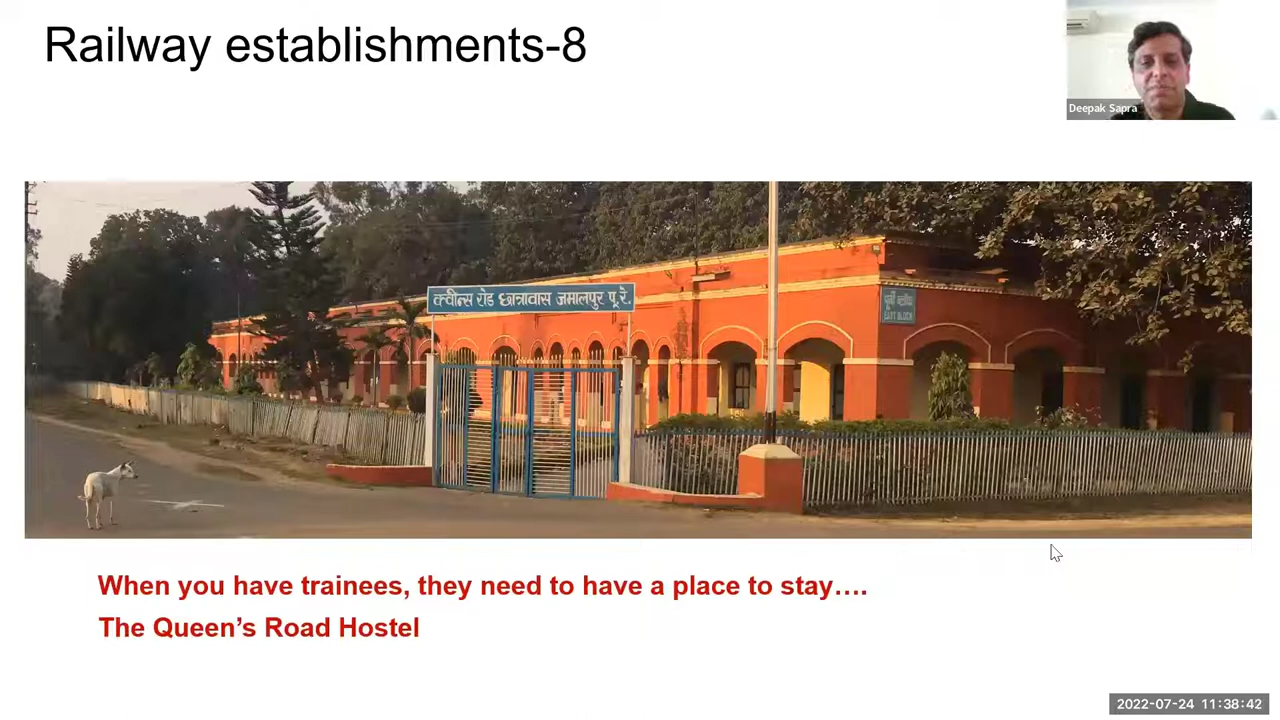 Railway establishments-8
Deepak Sapra
क्वीन्स रोड छात्रावास जमालपुर पू.रे.
पूर्वी ब्लॉक
EAST BLOCK
When you have trainees, they need to have a place to stay….
The Queen’s Road Hostel
2022-07-24 11:38:42